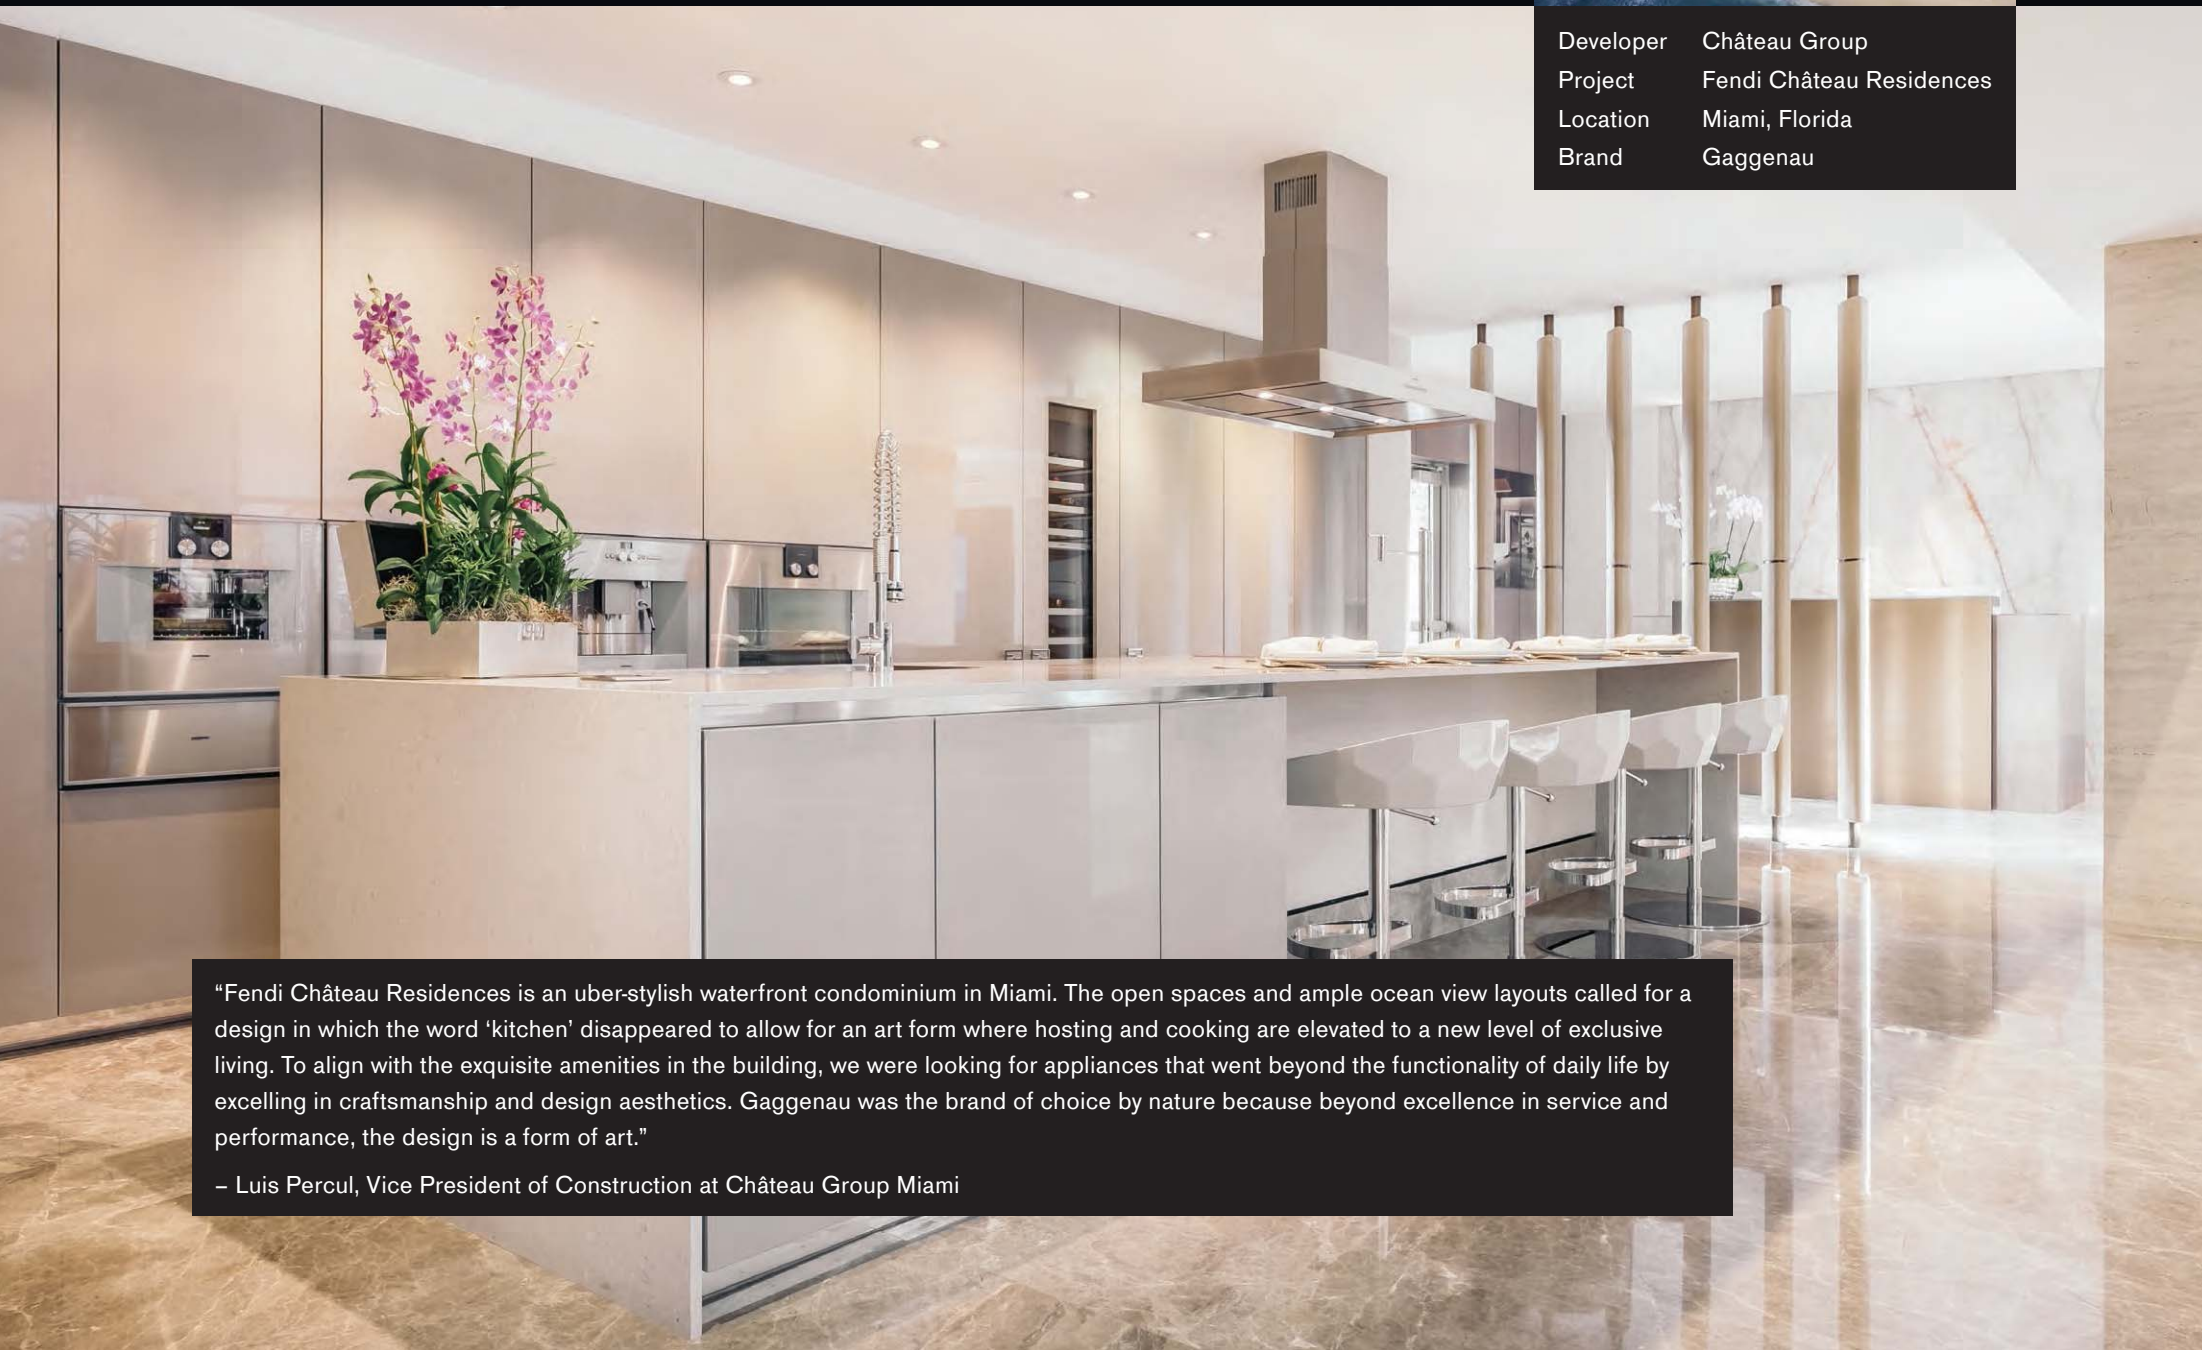 Developer Château Group
Project Fendi Château Residences
Location Miami, Florida
Brand Gaggenau
“Fendi Château Residences is an uber-stylish waterfront condominium in Miami. The open spaces and ample ocean view layouts called for a
design in which the word ‘kitchen’ disappeared to allow for an art form where hosting and cooking are elevated to a new level of exclusive
living. To align with the exquisite amenities in the building, we were looking for appliances that went beyond the functionality of daily life by
excelling in craftsmanship and design aesthetics. Gaggenau was the brand of choice by nature because beyond excellence in service and
performance, the design is a form of art.”
– Luis Percul, Vice President of Construction at Château Group Miami